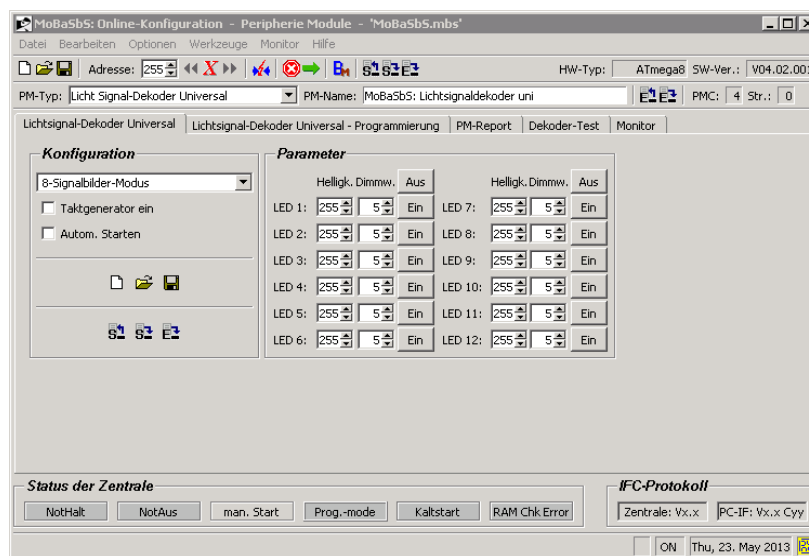 MoBaSbS: Online-Konfiguration - Peripherie Module - 'MoBaSbS.mbs'
Datei Bearbeiten Optionen Werkzeuge Monitor Hilfe
Adresse: 255 X BM S S E HW-Typ: ATmega8 SW-Ver.: V04.02.001
PM-Typ: Licht Signal-Dekoder Universal PM-Name: MoBaSbS: Lichtsignaldekoder uni E E PMC: 4 Str.: 0
Lichtsignal-Dekoder Universal Lichtsignal-Dekoder Universal - Programmierung PM-Report Dekoder-Test Monitor
Konfiguration Parameter
8-Signalbilder-Modus Helligk. Dimmw. Aus Helligk. Dimmw. Aus
Taktgenerator ein LED 1: 255 5 Ein LED 7: 255 5 Ein
Autom. Starten LED 2: 255 5 Ein LED 8: 255 5 Ein
LED 3: 255 5 Ein LED 9: 255 5 Ein
LED 4: 255 5 Ein LED 10: 255 5 Ein
S S E LED 5: 255 5 Ein LED 11: 255 5 Ein
LED 6: 255 5 Ein LED 12: 255 5 Ein
Status der Zentrale IFC-Protokoll
NotHalt NotAus man. Start Prog.-mode Kaltstart RAM Chk Error Zentrale: Vx.x PC-IF: Vx.x Cyy
ON Thu, 23. May 2013